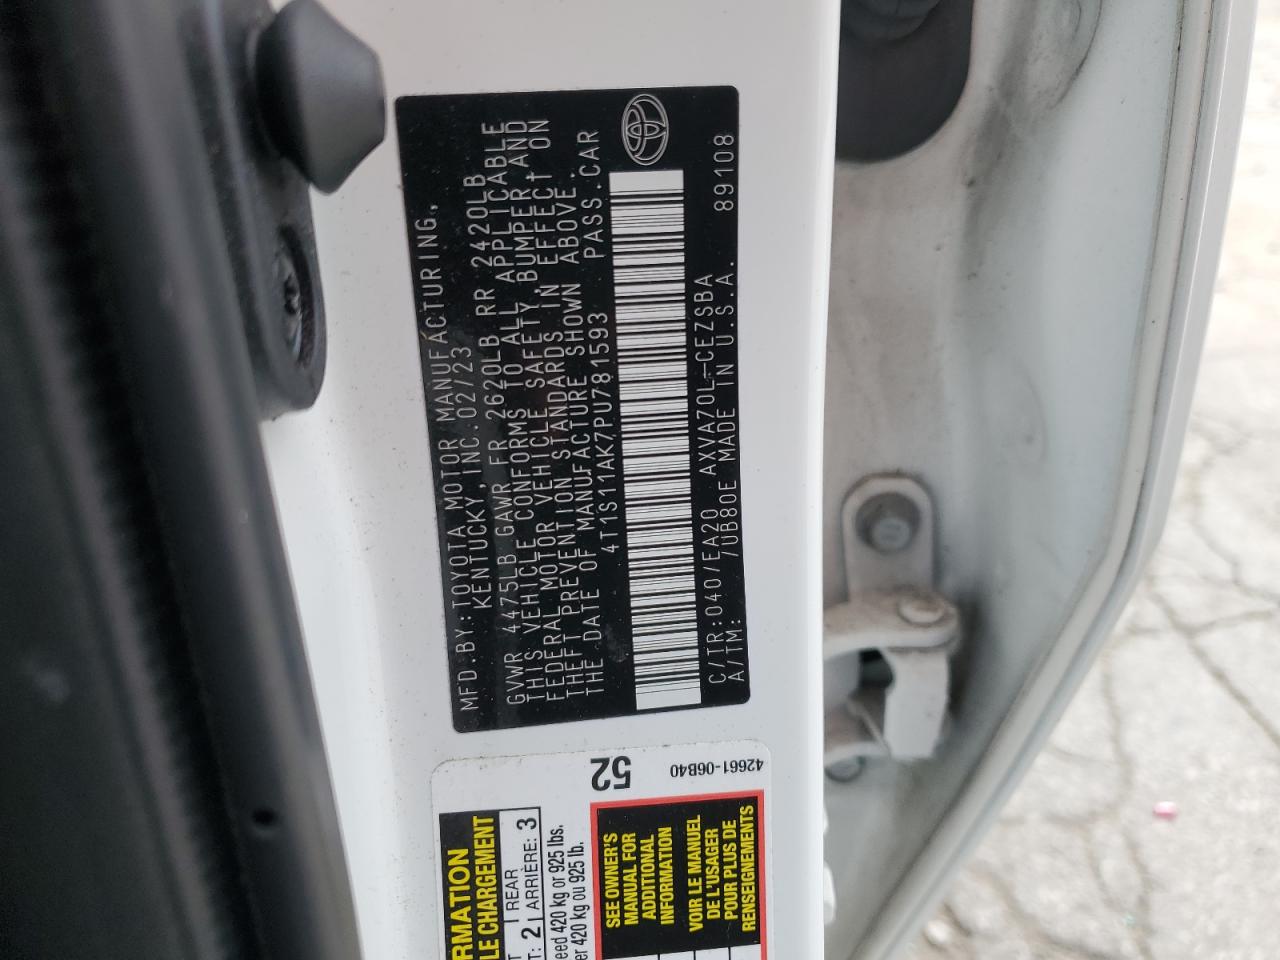 MFD.BY:TOYOTA MOTOR MANUFACTURING,
KENTUCKY,INC.02/23
GVWR 4475LB GAWR FR 2620LB RR 2420LB
THIS VEHICLE CONFORMS TO ALL APPLICABLE
FEDERAL MOTOR VEHICLE SAFETY,BUMPER,AND
THEFT PREVENTION STANDARDS IN EFFECT ON
THE DATE OF MANUFACTURE SHOWN ABOVE.
4T1S11AK7PU781593 PASS.CAR
C/TR:040/EA20 AXVA70L-CEZSBA 89108
A/TM: /UB80E MADE IN U.S.A.
52
42661-06B40
RMATION
LE CHARGEMENT
T REAR
T: 2 ARRIÈRE: 3
eed 420 kg or 925 lbs.
er 420 kg ou 925 lb.
SEE OWNER'S
MANUAL FOR
ADDITIONAL
INFORMATION
VOIR LE MANUEL
DE L'USAGER
POUR PLUS DE
RENSEIGNEMENTS